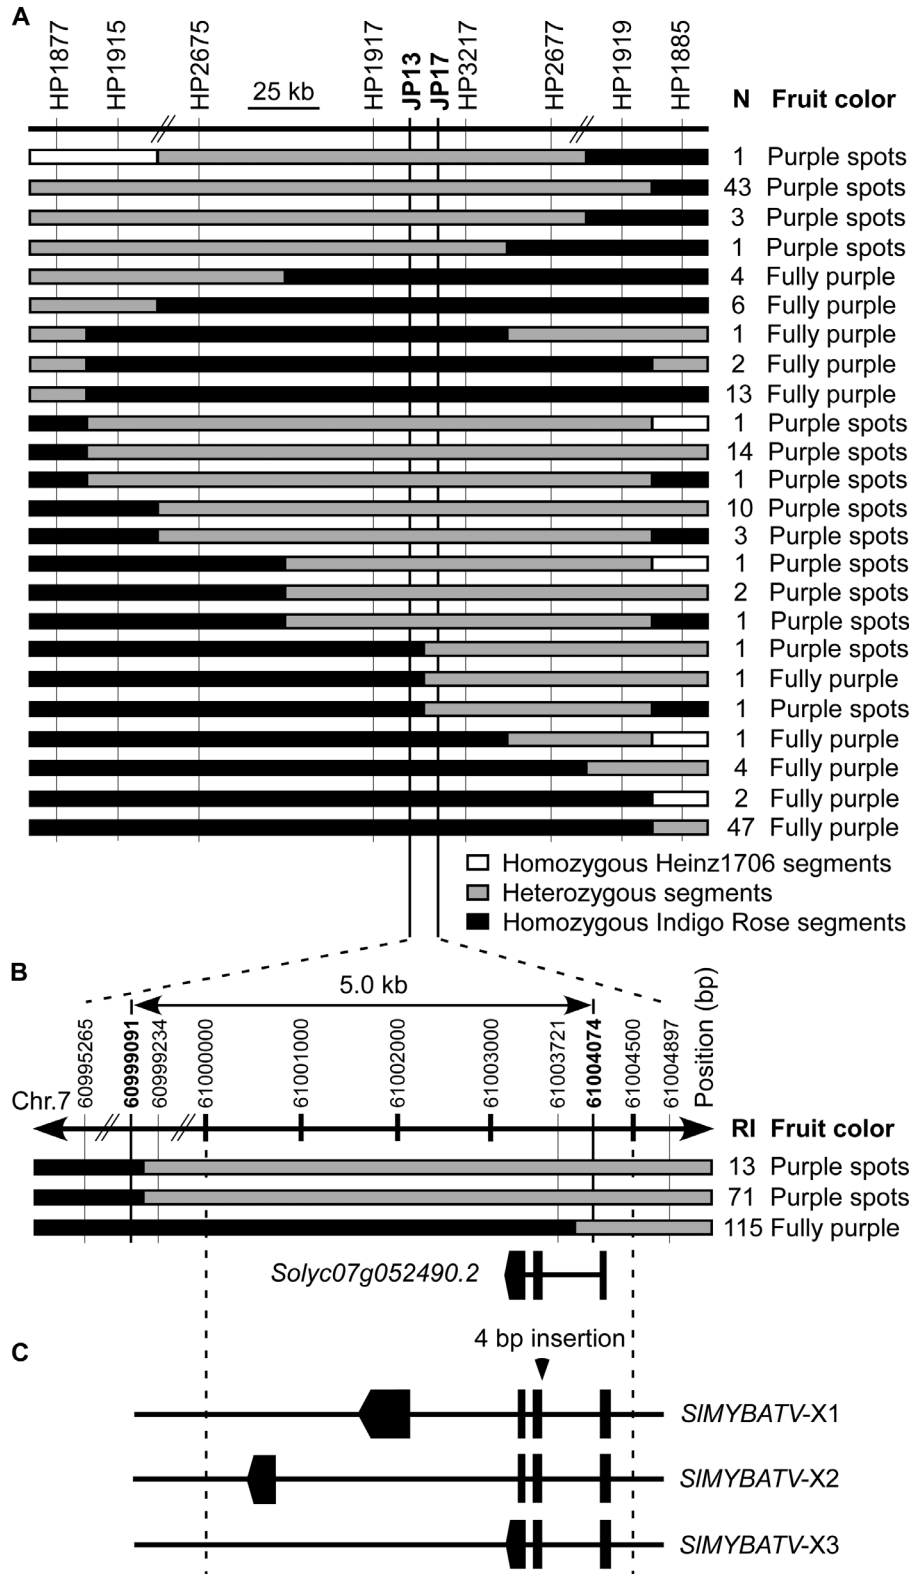 A
HP1877 HP1915 HP2675 HP1917 JP13 JP17 HP3217 HP2677 HP1919 HP1885
25 kb
N Fruit color
1 Purple spots
43 Purple spots
3 Purple spots
1 Purple spots
4 Fully purple
6 Fully purple
1 Fully purple
2 Fully purple
13 Fully purple
1 Purple spots
14 Purple spots
1 Purple spots
10 Purple spots
3 Purple spots
1 Purple spots
2 Purple spots
1 Purple spots
1 Purple spots
1 Fully purple
1 Purple spots
1 Fully purple
4 Fully purple
2 Fully purple
47 Fully purple
Homozygous Heinz1706 segments
Heterozygous segments
Homozygous Indigo Rose segments
B
5.0 kb
60995265 60999091 60999234 61000000 61001000 61002000 61003000 61003721 61004074 61004500 61004897 Position (bp)
Chr.7
RI Fruit color
13 Purple spots
71 Purple spots
115 Fully purple
Solyc07g052490.2
C
4 bp insertion
SlMYBATV-X1
SlMYBATV-X2
SlMYBATV-X3